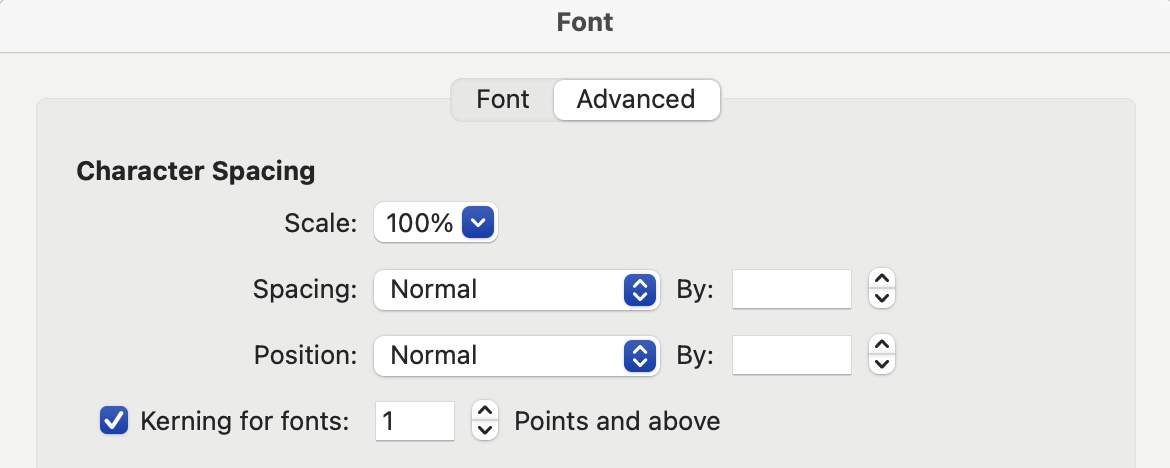 Font
Font Advanced
Character Spacing
Scale: 100%
Spacing: Normal By:
Position: Normal By:
Kerning for fonts: 1 Points and above